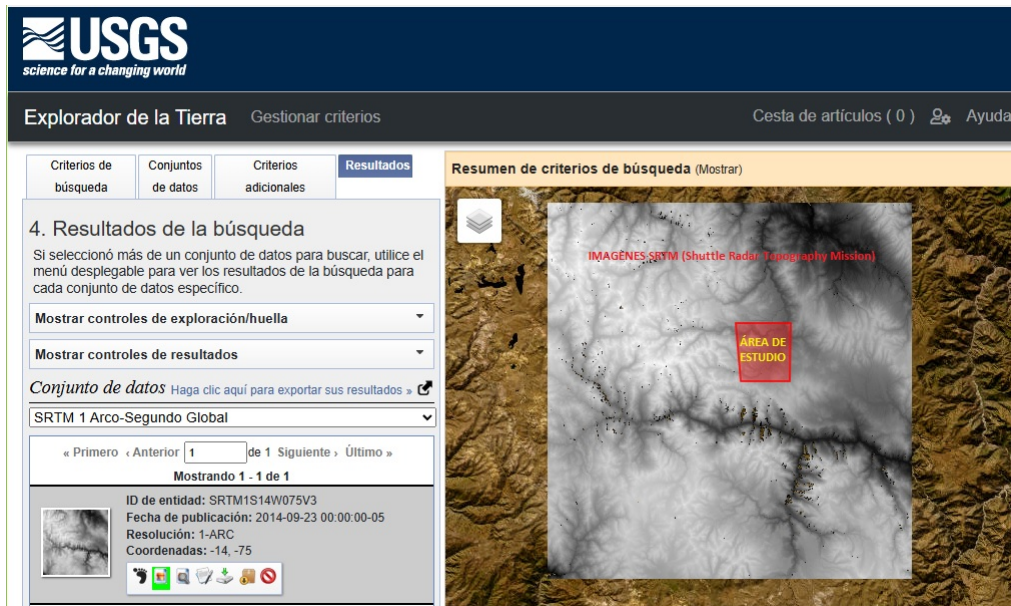 USGS
science for a changing world
Explorador de la Tierra
Gestionar criterios
Cesta de artículos ( 0 )
Ayuda
Criterios de
búsqueda
Conjuntos
de datos
Criterios
adicionales
Resultados
4. Resultados de la búsqueda
Si seleccionó más de un conjunto de datos para buscar, utilice el
menú desplegable para ver los resultados de la búsqueda para
cada conjunto de datos específico.
Mostrar controles de exploración/huella
Mostrar controles de resultados
Conjunto de datos Haga clic aquí para exportar sus resultados »
SRTM 1 Arco-Segundo Global
« Primero ‹ Anterior 1 de 1 Siguiente › Último »
Mostrando 1 - 1 de 1
ID de entidad: SRTM1S14W075V3
Fecha de publicación: 2014-09-23 00:00:00-05
Resolución: 1-ARC
Coordenadas: -14, -75
Resumen de criterios de búsqueda (Mostrar)
IMAGÉNES SRTM (Shuttle Radar Topography Mission)
ÁREA DE
ESTUDIO